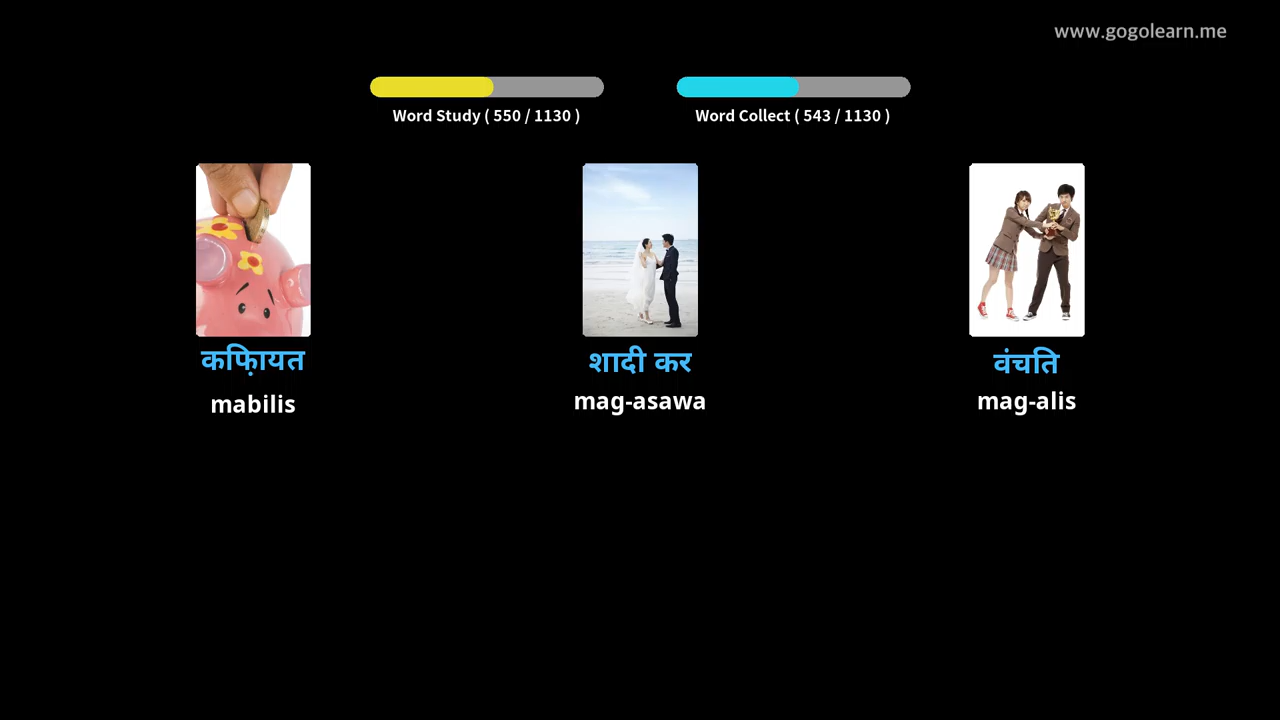 www.gogolearn.me
Word Study ( 550 / 1130 )
Word Collect ( 543 / 1130 )
कफ़िायत
शादी कर
वंचति
mabilis
mag-asawa
mag-alis